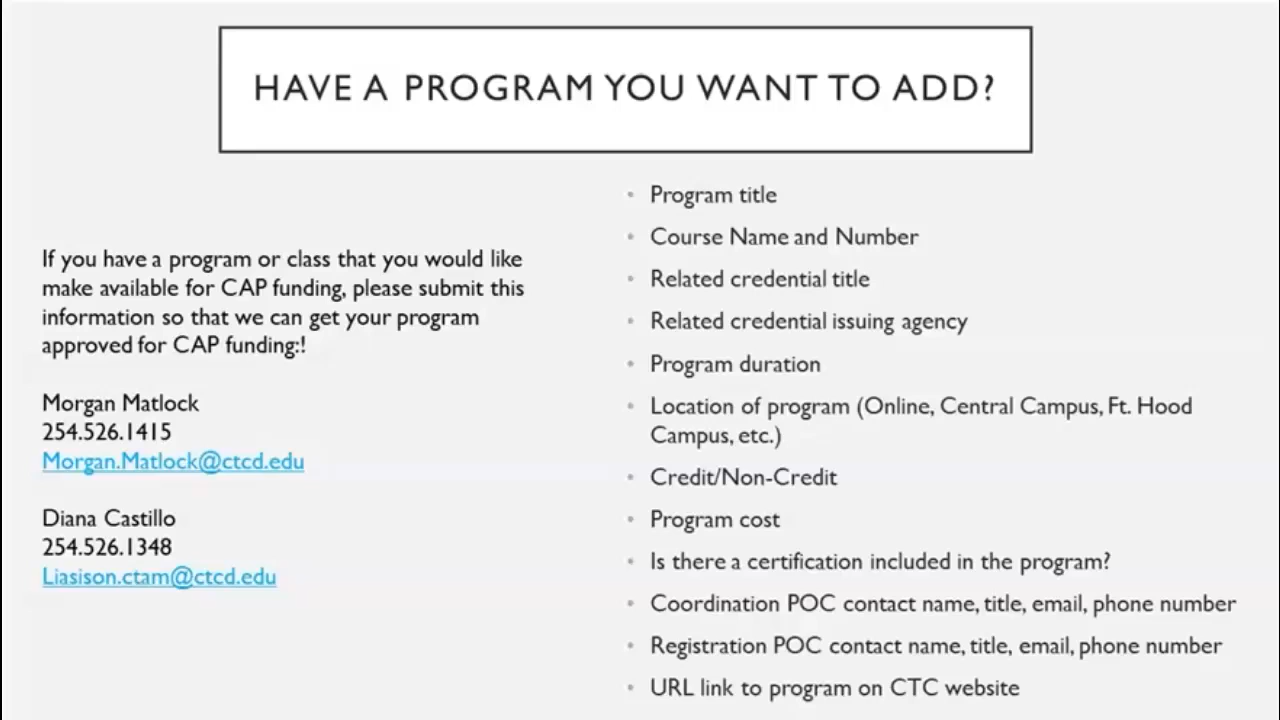 HAVE A PROGRAM YOU WANT TO ADD?
If you have a program or class that you would like
make available for CAP funding, please submit this
information so that we can get your program
approved for CAP funding:!
Morgan Matlock
254.526.1415
Morgan.Matlock@ctcd.edu
Diana Castillo
254.526.1348
Liasison.ctam@ctcd.edu
• Program title
• Course Name and Number
• Related credential title
• Related credential issuing agency
• Program duration
• Location of program (Online, Central Campus, Ft. Hood
Campus, etc.)
• Credit/Non-Credit
• Program cost
• Is there a certification included in the program?
• Coordination POC contact name, title, email, phone number
• Registration POC contact name, title, email, phone number
• URL link to program on CTC website